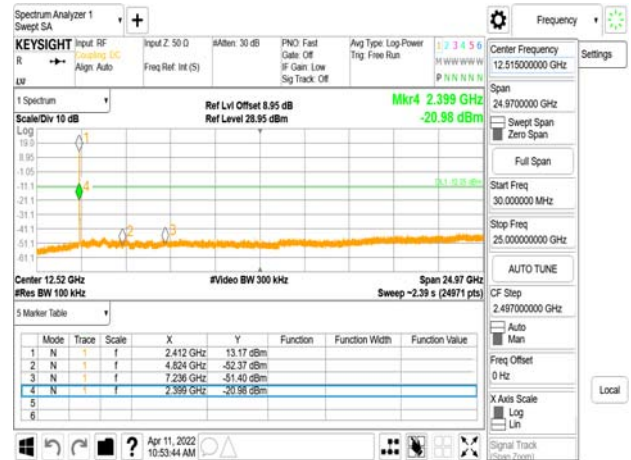 Spectrum Analyzer 1
Swept SA
Frequency
KEYSIGHT
R
Input: RF
Coupling: DC
Align: Auto
Input Z: 50 Ω
Freq Ref: Int (S)
#Atten: 30 dB
PNO: Fast
Gate: Off
IF Gain: Low
Sig Track: Off
Avg Type: Log-Power
Trig: Free Run
1 2 3 4 5 6
M W W W W W
P N N N N N
1 Spectrum
Scale/Div 10 dB
Ref Lvl Offset 8.95 dB
Ref Level 28.95 dBm
Mkr4 2.399 GHz
-20.98 dBm
Log
19.0
8.95
-1.05
-11.1
-21.1
-31.1
-41.1
-51.1
-61.1
1
4
2
3
Center 12.52 GHz
#Res BW 100 kHz
#Video BW 300 kHz
Span 24.97 GHz
Sweep ~2.39 s (24971 pts)
5 Marker Table
Mode Trace Scale X Y Function Function Width Function Value
1 N 1 f 2.412 GHz 13.17 dBm
2 N 1 f 4.824 GHz -52.37 dBm
3 N 1 f 7.236 GHz -51.40 dBm
4 N 1 f 2.399 GHz -20.98 dBm
5
6
Apr 11, 2022
10:53:44 AM
Center Frequency
12.515000000 GHz
Settings
Span
24.9700000 GHz
Swept Span
Zero Span
Full Span
Start Freq
30.000000 MHz
Stop Freq
25.000000000 GHz
AUTO TUNE
CF Step
2.497000000 GHz
Auto
Man
Freq Offset
0 Hz
X Axis Scale
Log
Lin
Local
Signal Track
(Span Zoom)